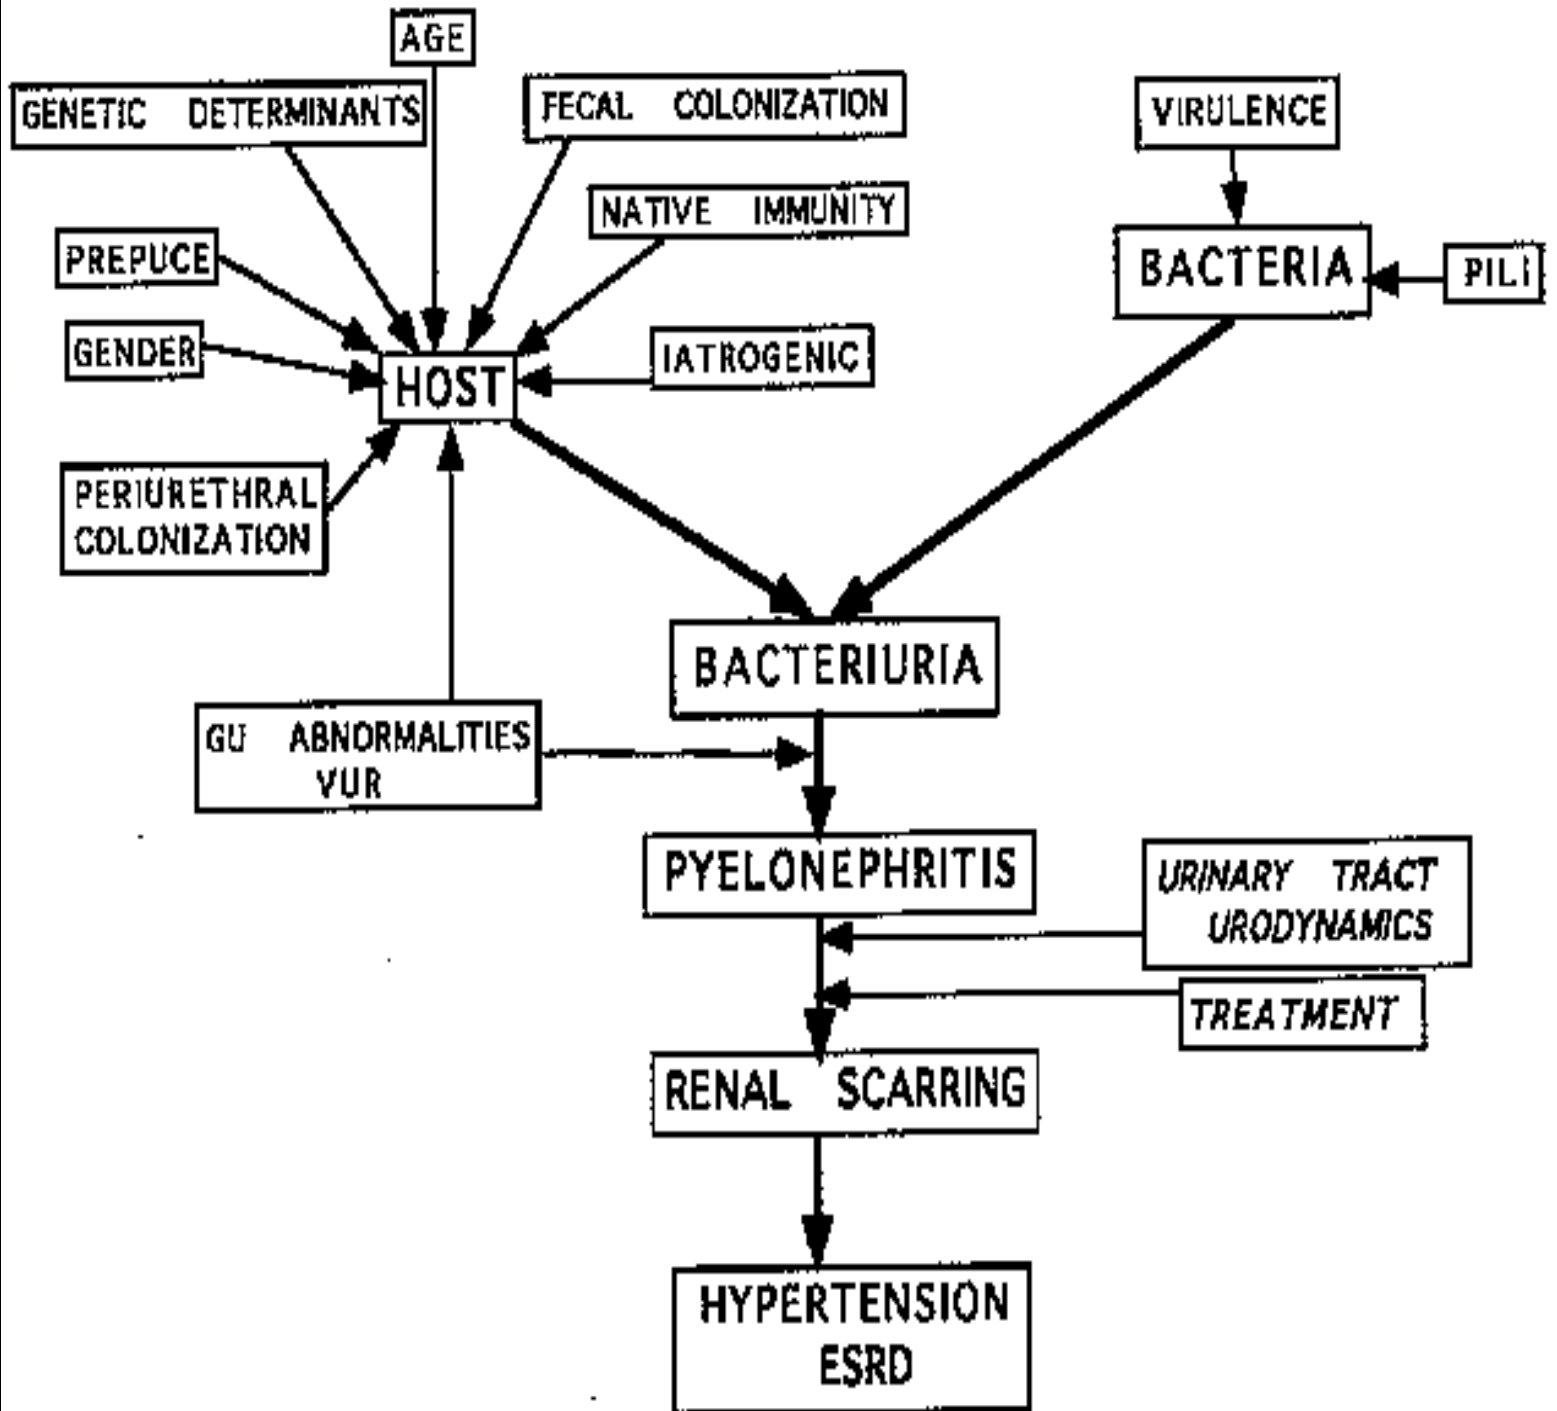 AGE
GENETIC DETERMINANTS
FECAL COLONIZATION
VIRULENCE
NATIVE IMMUNITY
PREPUCE
BACTERIA
PILI
GENDER
HOST
IATROGENIC
PERIURETHRAL
COLONIZATION
BACTERIURIA
GU ABNORMALITIES
VUR
PYELONEPHRITIS
URINARY TRACT
URODYNAMICS
TREATMENT
RENAL SCARRING
HYPERTENSION
ESRD